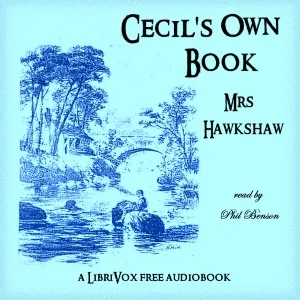 CECIL'S OWN
BOOK
MRS
HAWKSHAW
read by
Phil Benson
A LIBRIVOX FREE AUDIOBOOK